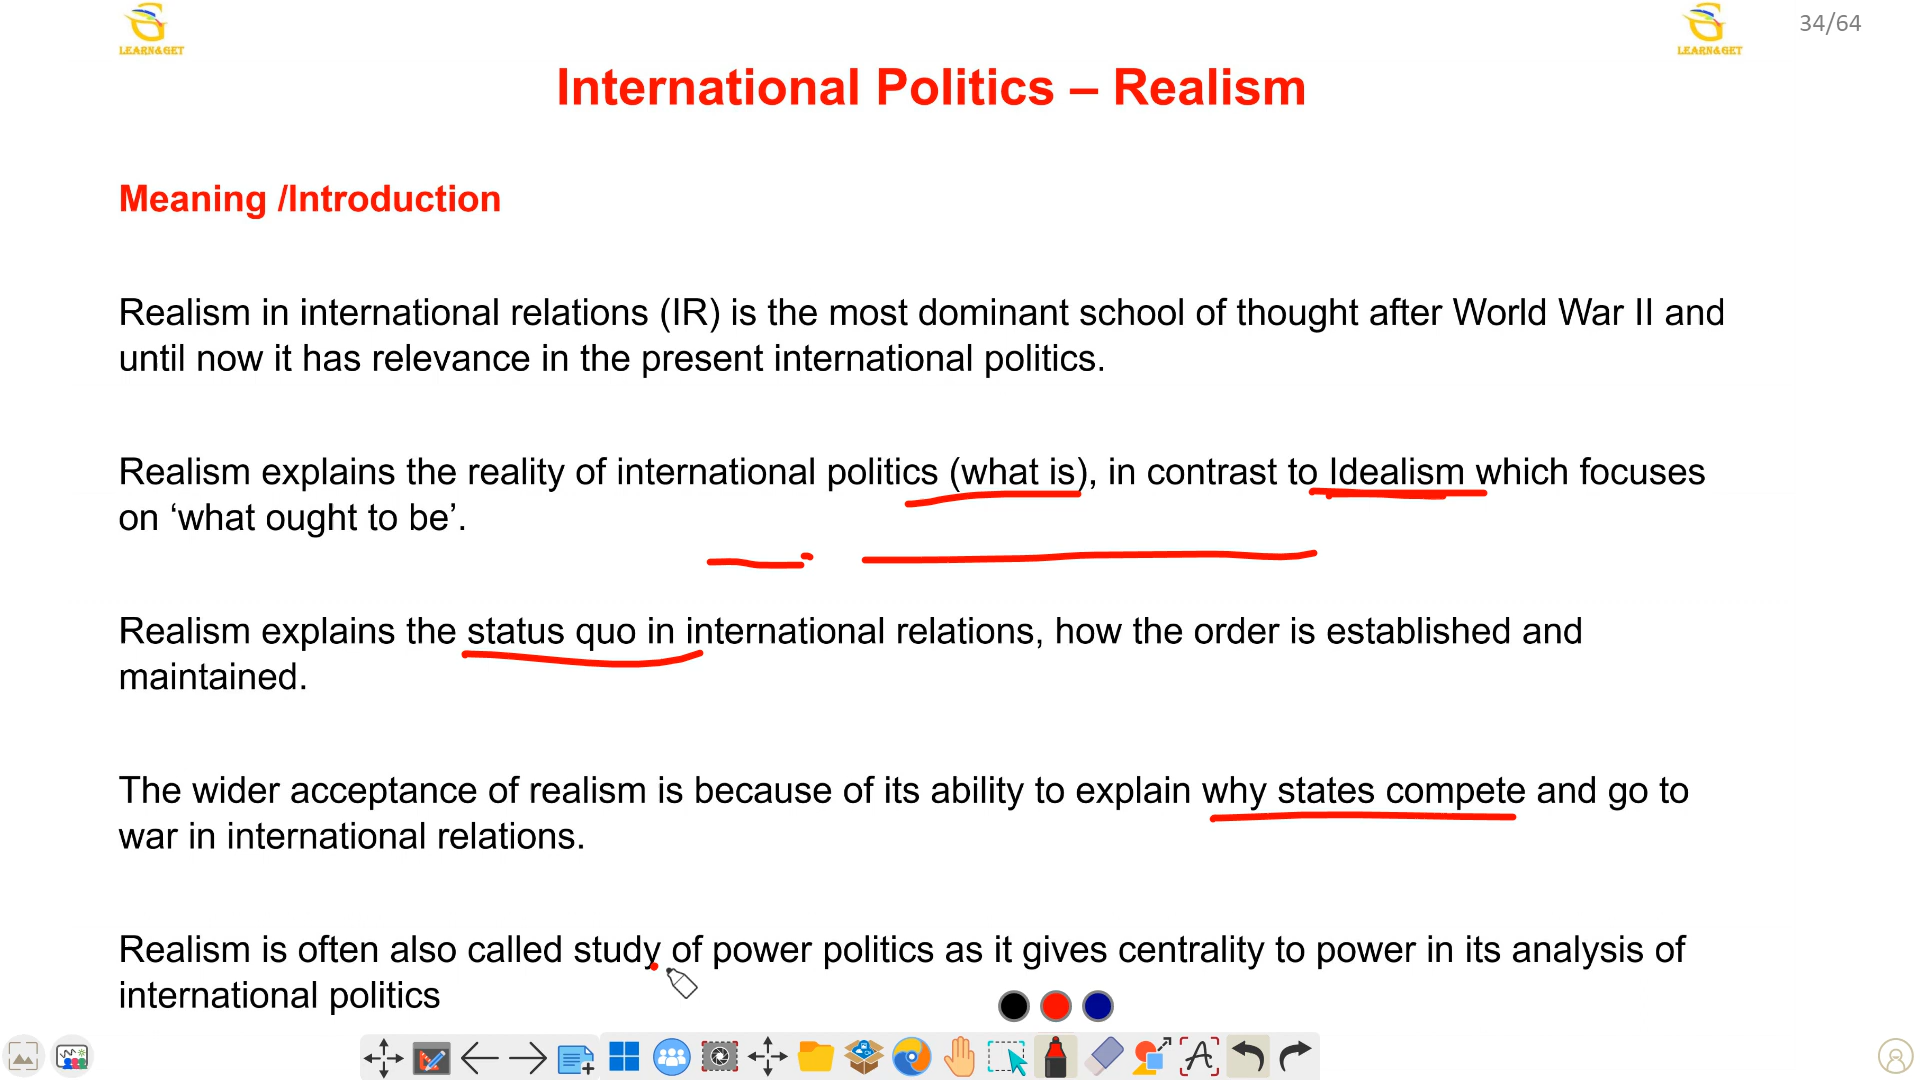 LEARN&GET
LEARN&GET
34/64
International Politics – Realism
Meaning /Introduction
Realism in international relations (IR) is the most dominant school of thought after World War II and
until now it has relevance in the present international politics.
Realism explains the reality of international politics (what is), in contrast to Idealism which focuses
on ‘what ought to be’.
Realism explains the status quo in international relations, how the order is established and
maintained.
The wider acceptance of realism is because of its ability to explain why states compete and go to
war in international relations.
Realism is often also called study of power politics as it gives centrality to power in its analysis of
international politics